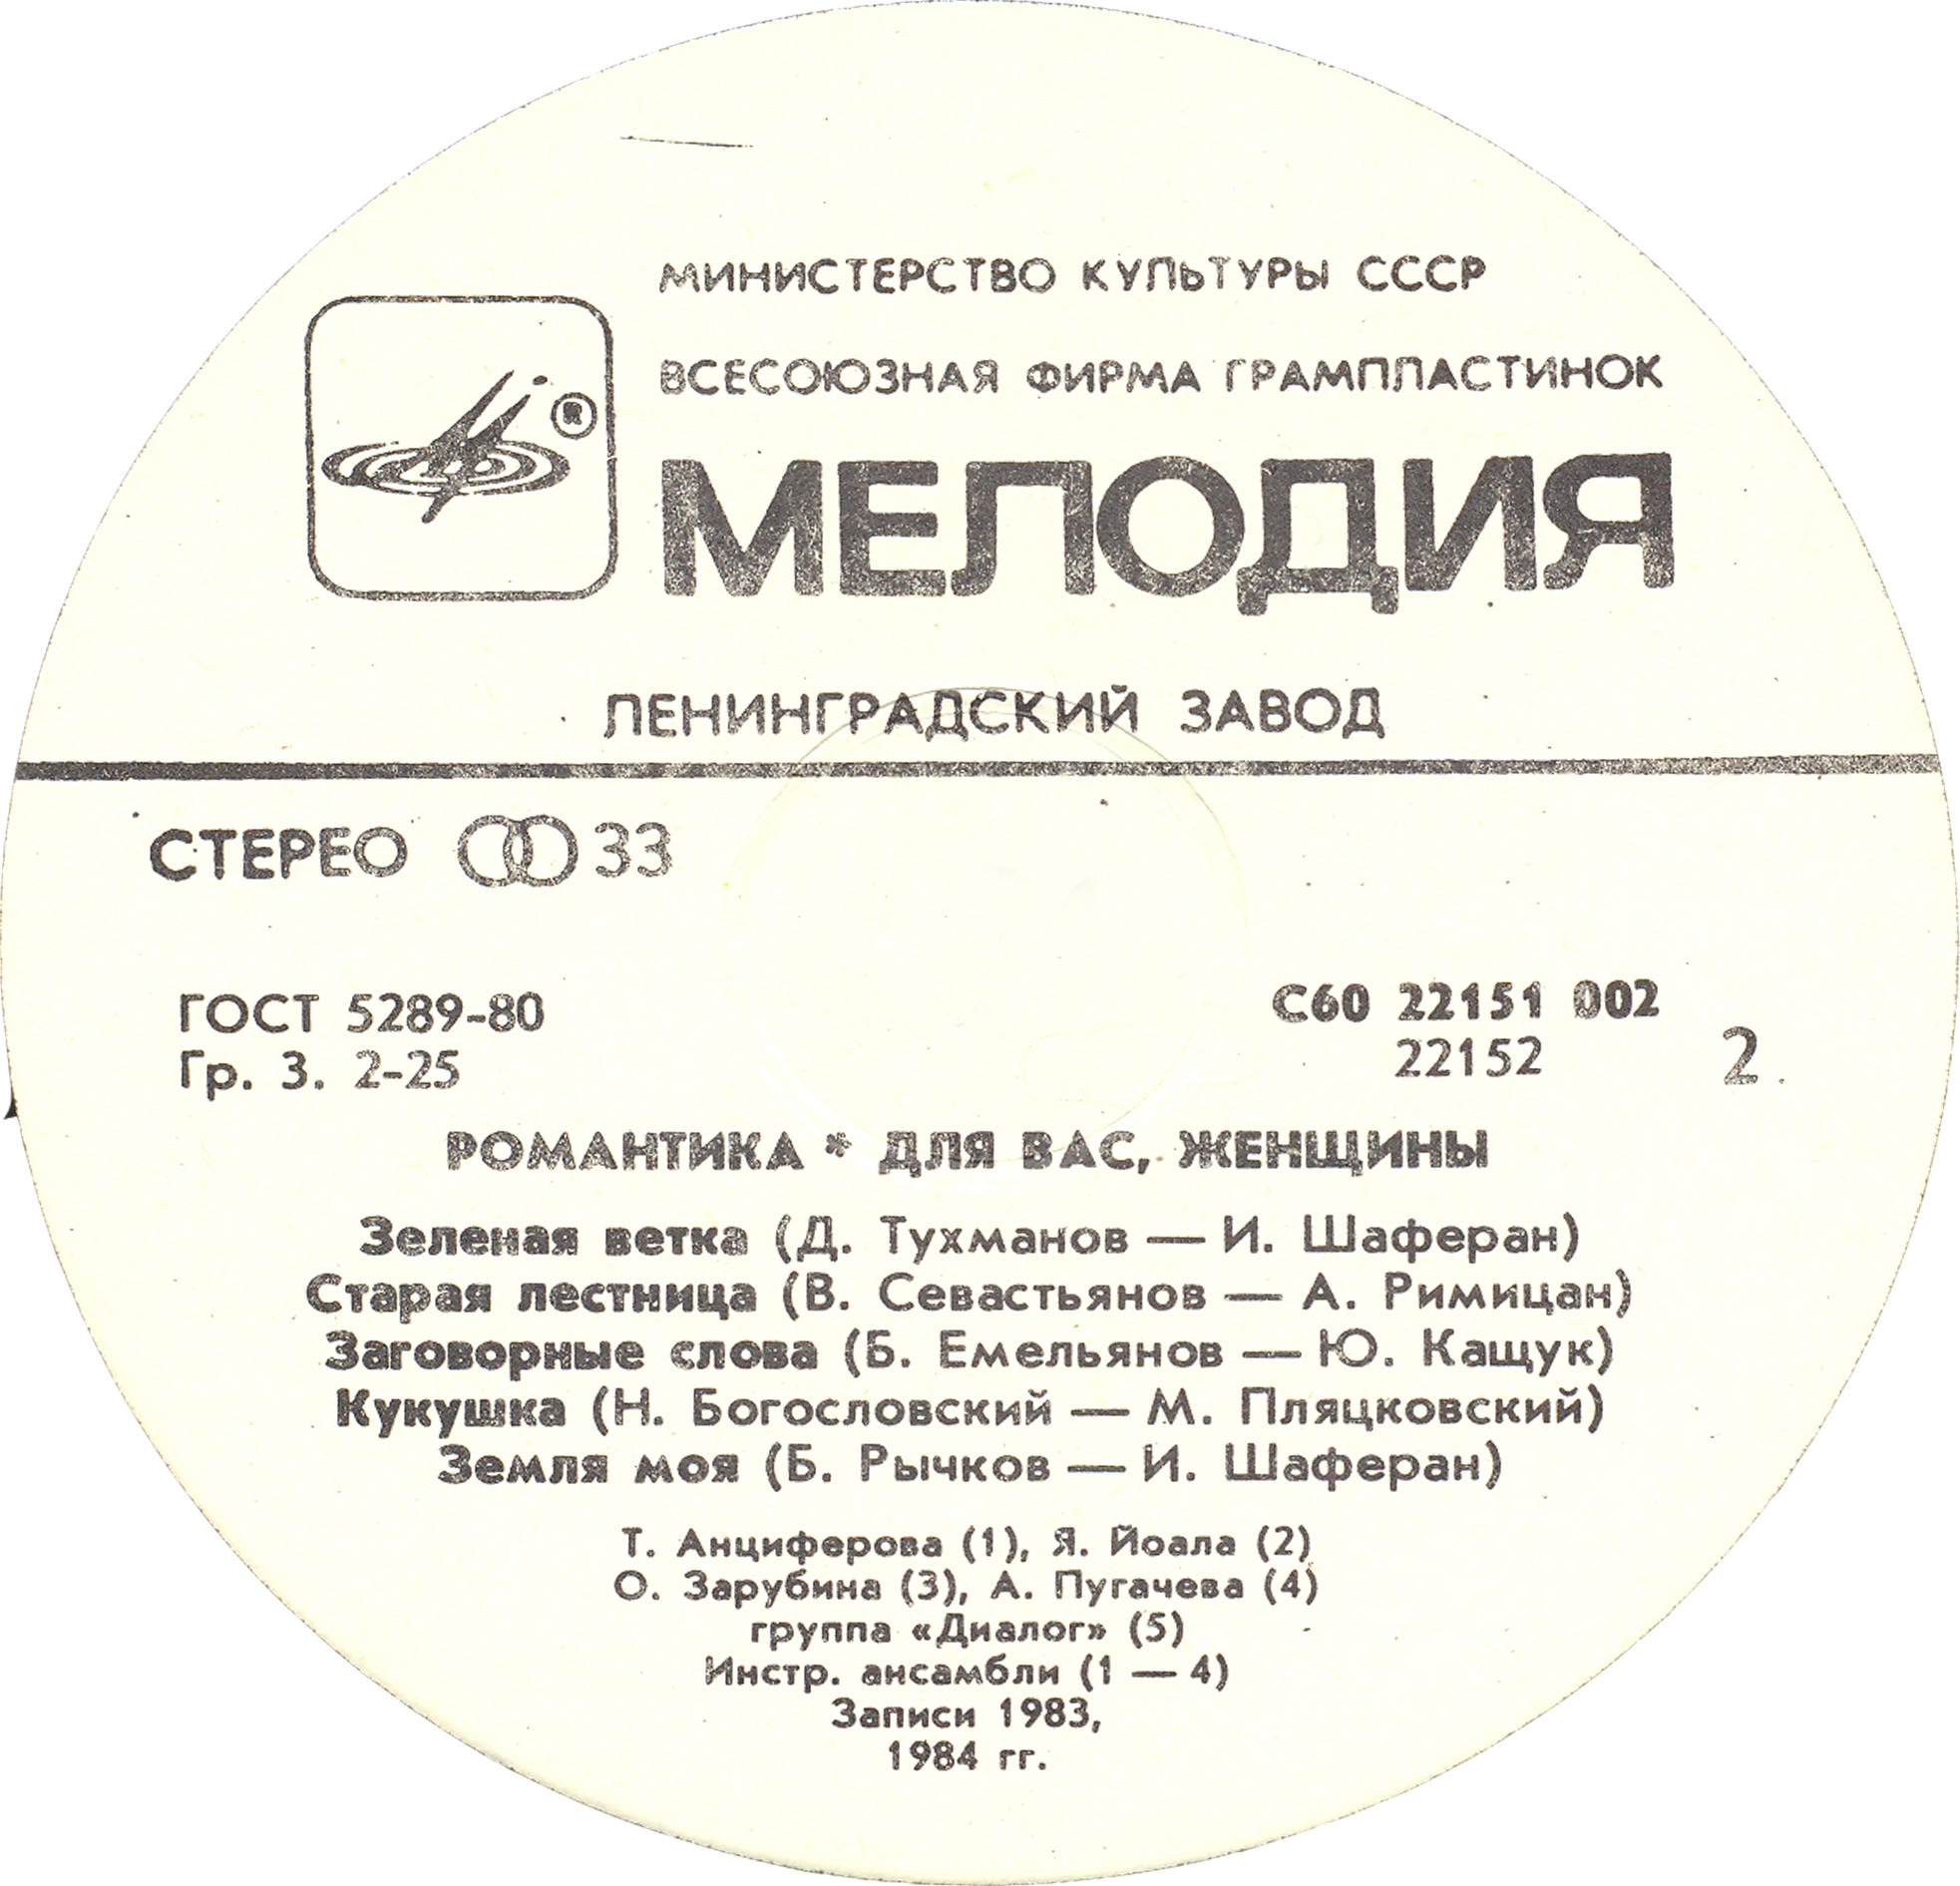 МИНИСТЕРСТВО КУЛЬТУРЫ СССР
ВСЕСОЮЗНАЯ ФИРМА ГРАМПЛАСТИНОК
®
МЕЛОДИЯ
ЛЕНИНГРАДСКИЙ ЗАВОД
СТЕРЕО 33
ГОСТ 5289-80
Гр. 3. 2-25
С60 22151 002
22152
2
РОМАНТИКА * ДЛЯ ВАС, ЖЕНЩИНЫ
Зеленая ветка (Д. Тухманов — И. Шаферан)
Старая лестница (В. Севастьянов — А. Римицан)
Заговорные слова (Б. Емельянов — Ю. Кащук)
Кукушка (Н. Богословский — М. Пляцковский)
Земля моя (Б. Рычков — И. Шаферан)
Т. Анциферова (1), Я. Йоала (2)
О. Зарубина (3), А. Пугачева (4)
группа «Диалог» (5)
Инстр. ансамбли (1 — 4)
Записи 1983,
1984 гг.